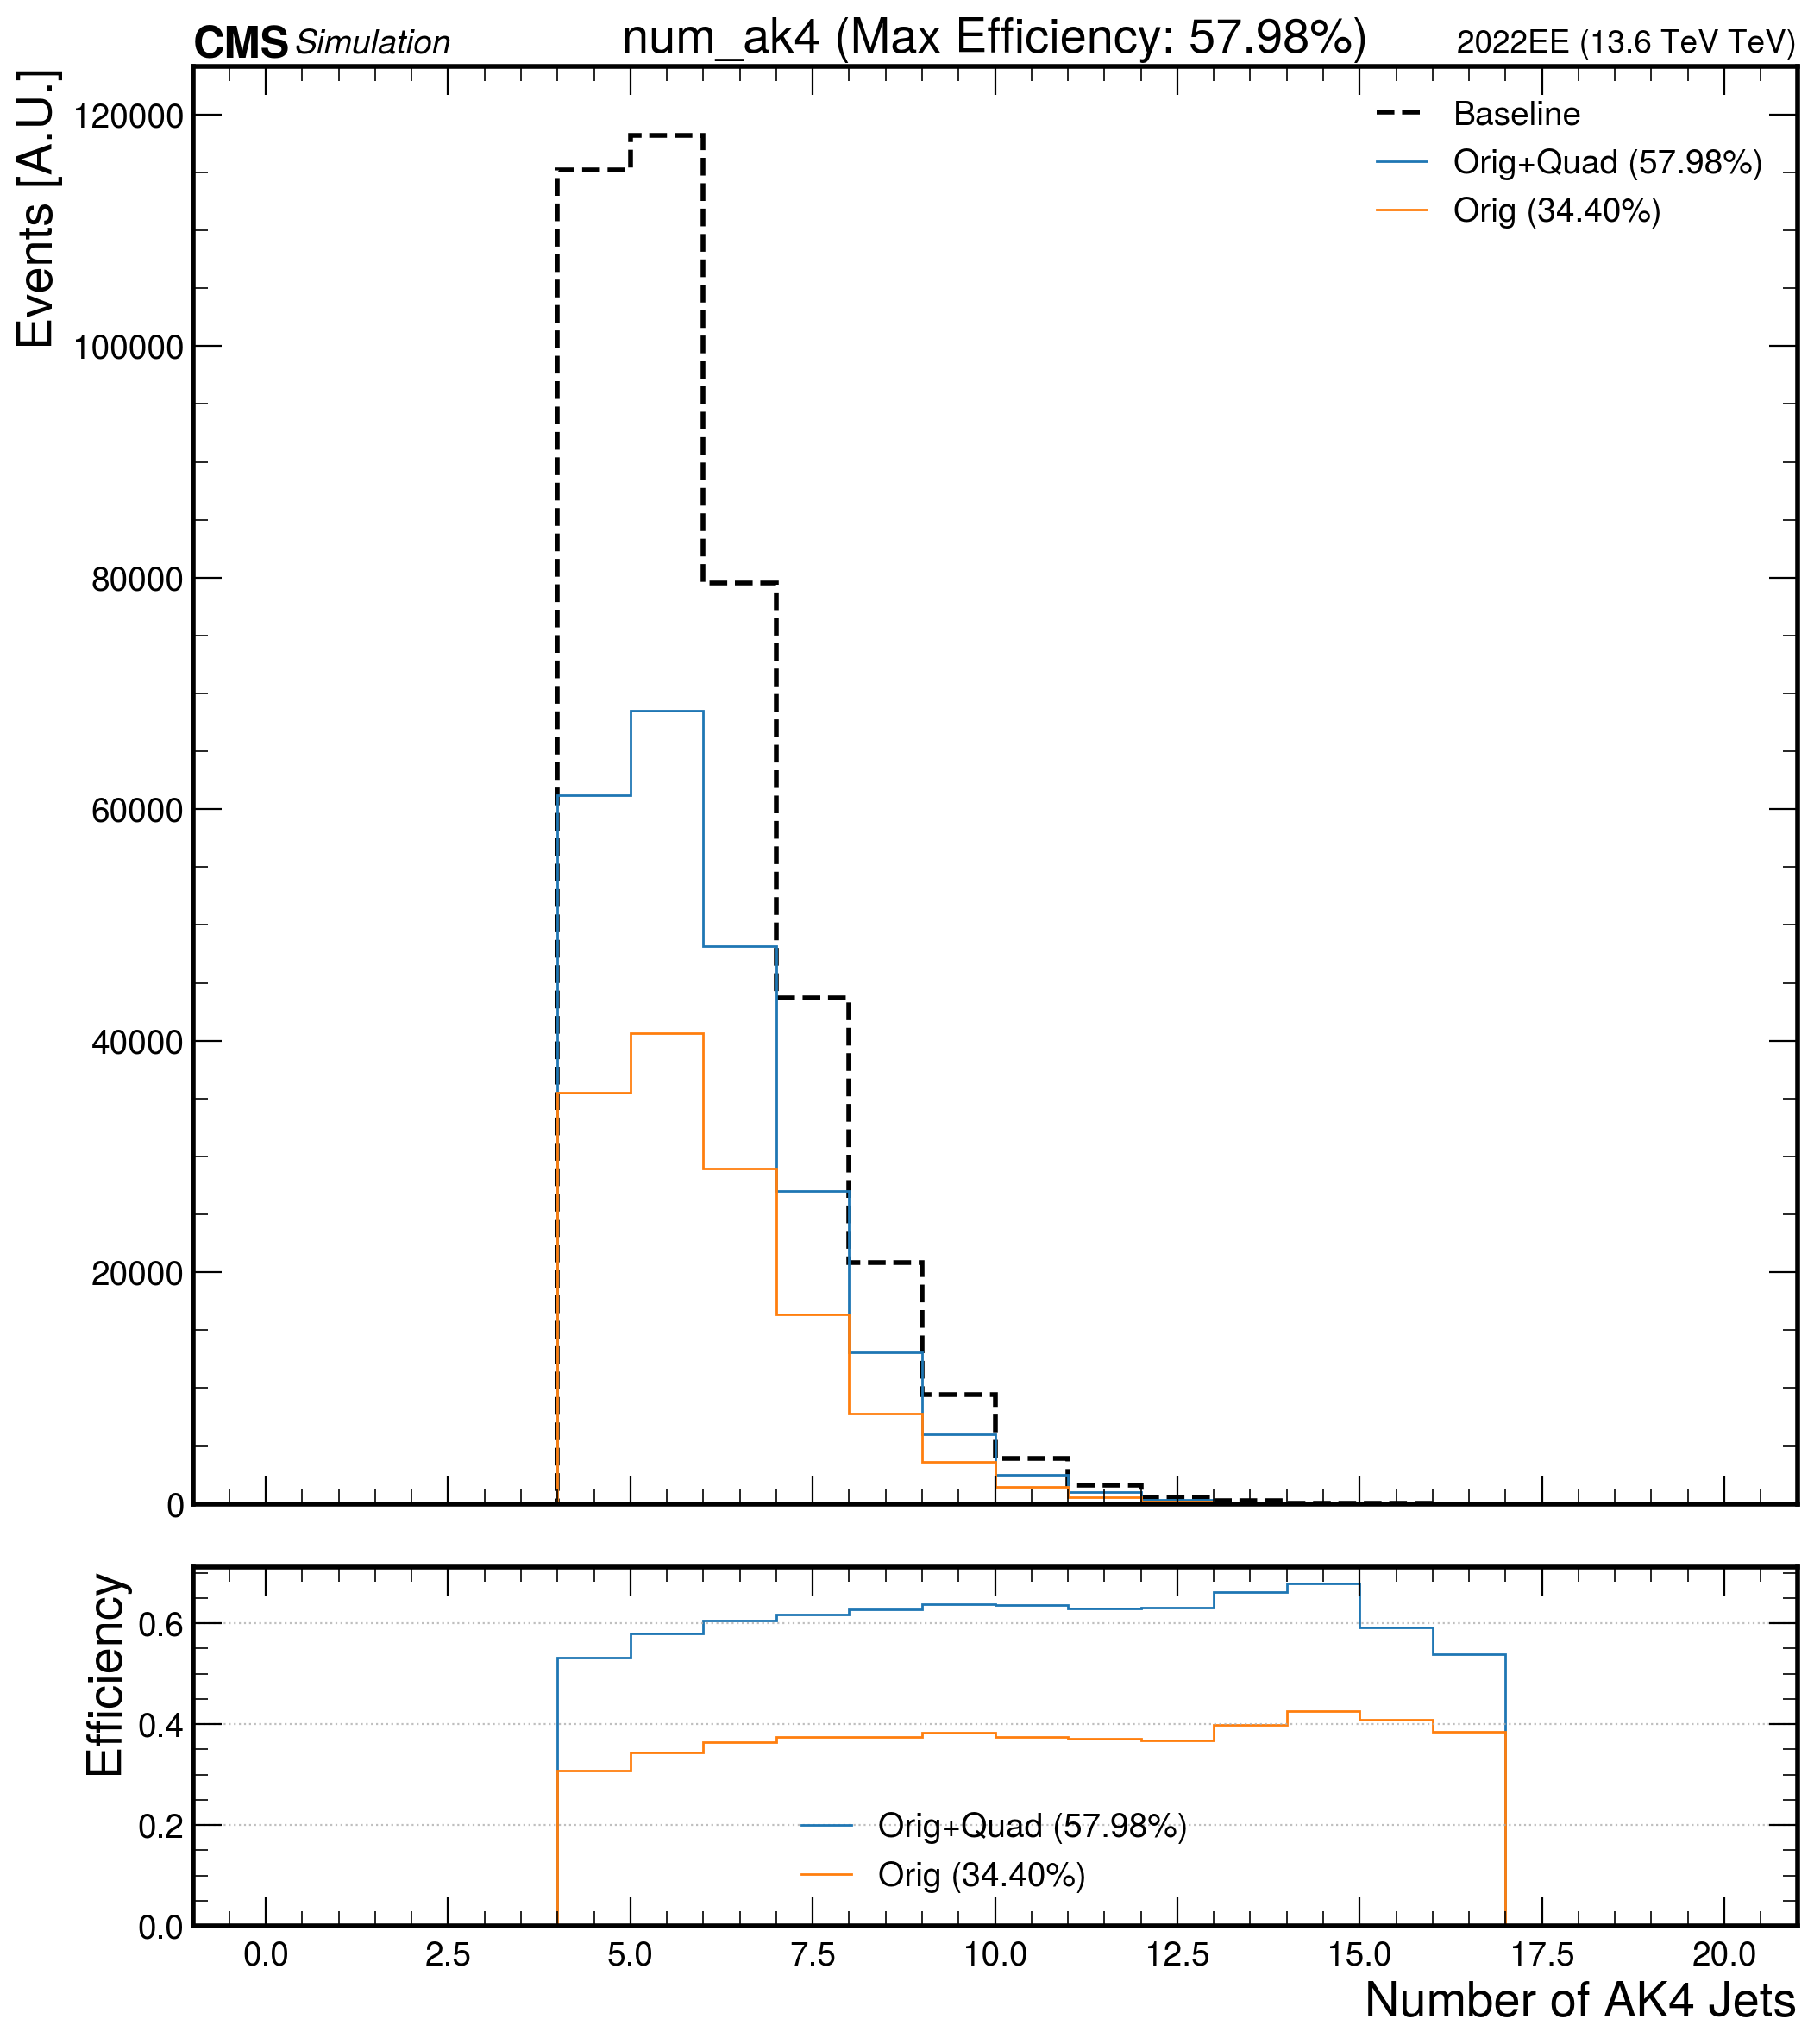 CMS Simulation
num_ak4 (Max Efficiency: 57.98%)
2022EE (13.6 TeV TeV)
Events [A.U.]
120000
100000
80000
60000
40000
20000
0
Baseline
Orig+Quad (57.98%)
Orig (34.40%)
Efficiency
0.6
0.4
0.2
0.0
Orig+Quad (57.98%)
Orig (34.40%)
0.0 2.5 5.0 7.5 10.0 12.5 15.0 17.5 20.0
Number of AK4 Jets